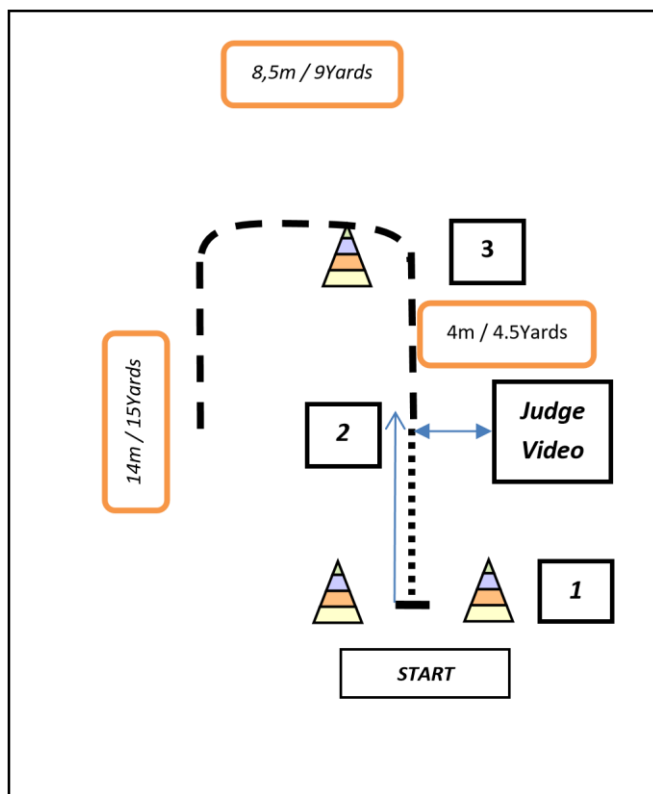 8,5m / 9Yards
3
4m / 4.5Yards
14m / 15Yards
2
Judge
Video
1
START